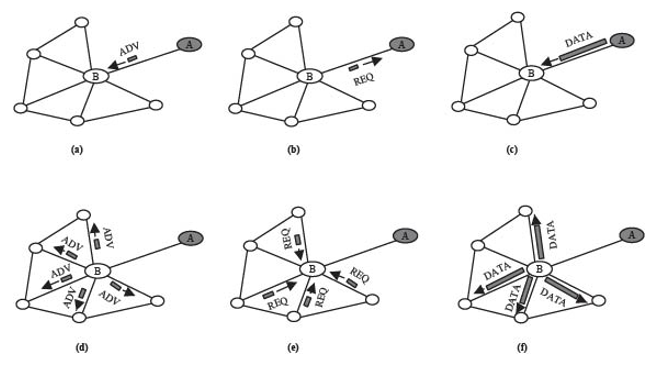 ADV
A
B
(a)
A
B
REQ
(b)
DATA
A
B
(c)
ADV
ADV
A
ADV
B
ADV
ADV
(d)
REQ
A
B
REQ
REQ
REQ
(e)
DATA
A
DATA
B
DATA
DATA
(f)